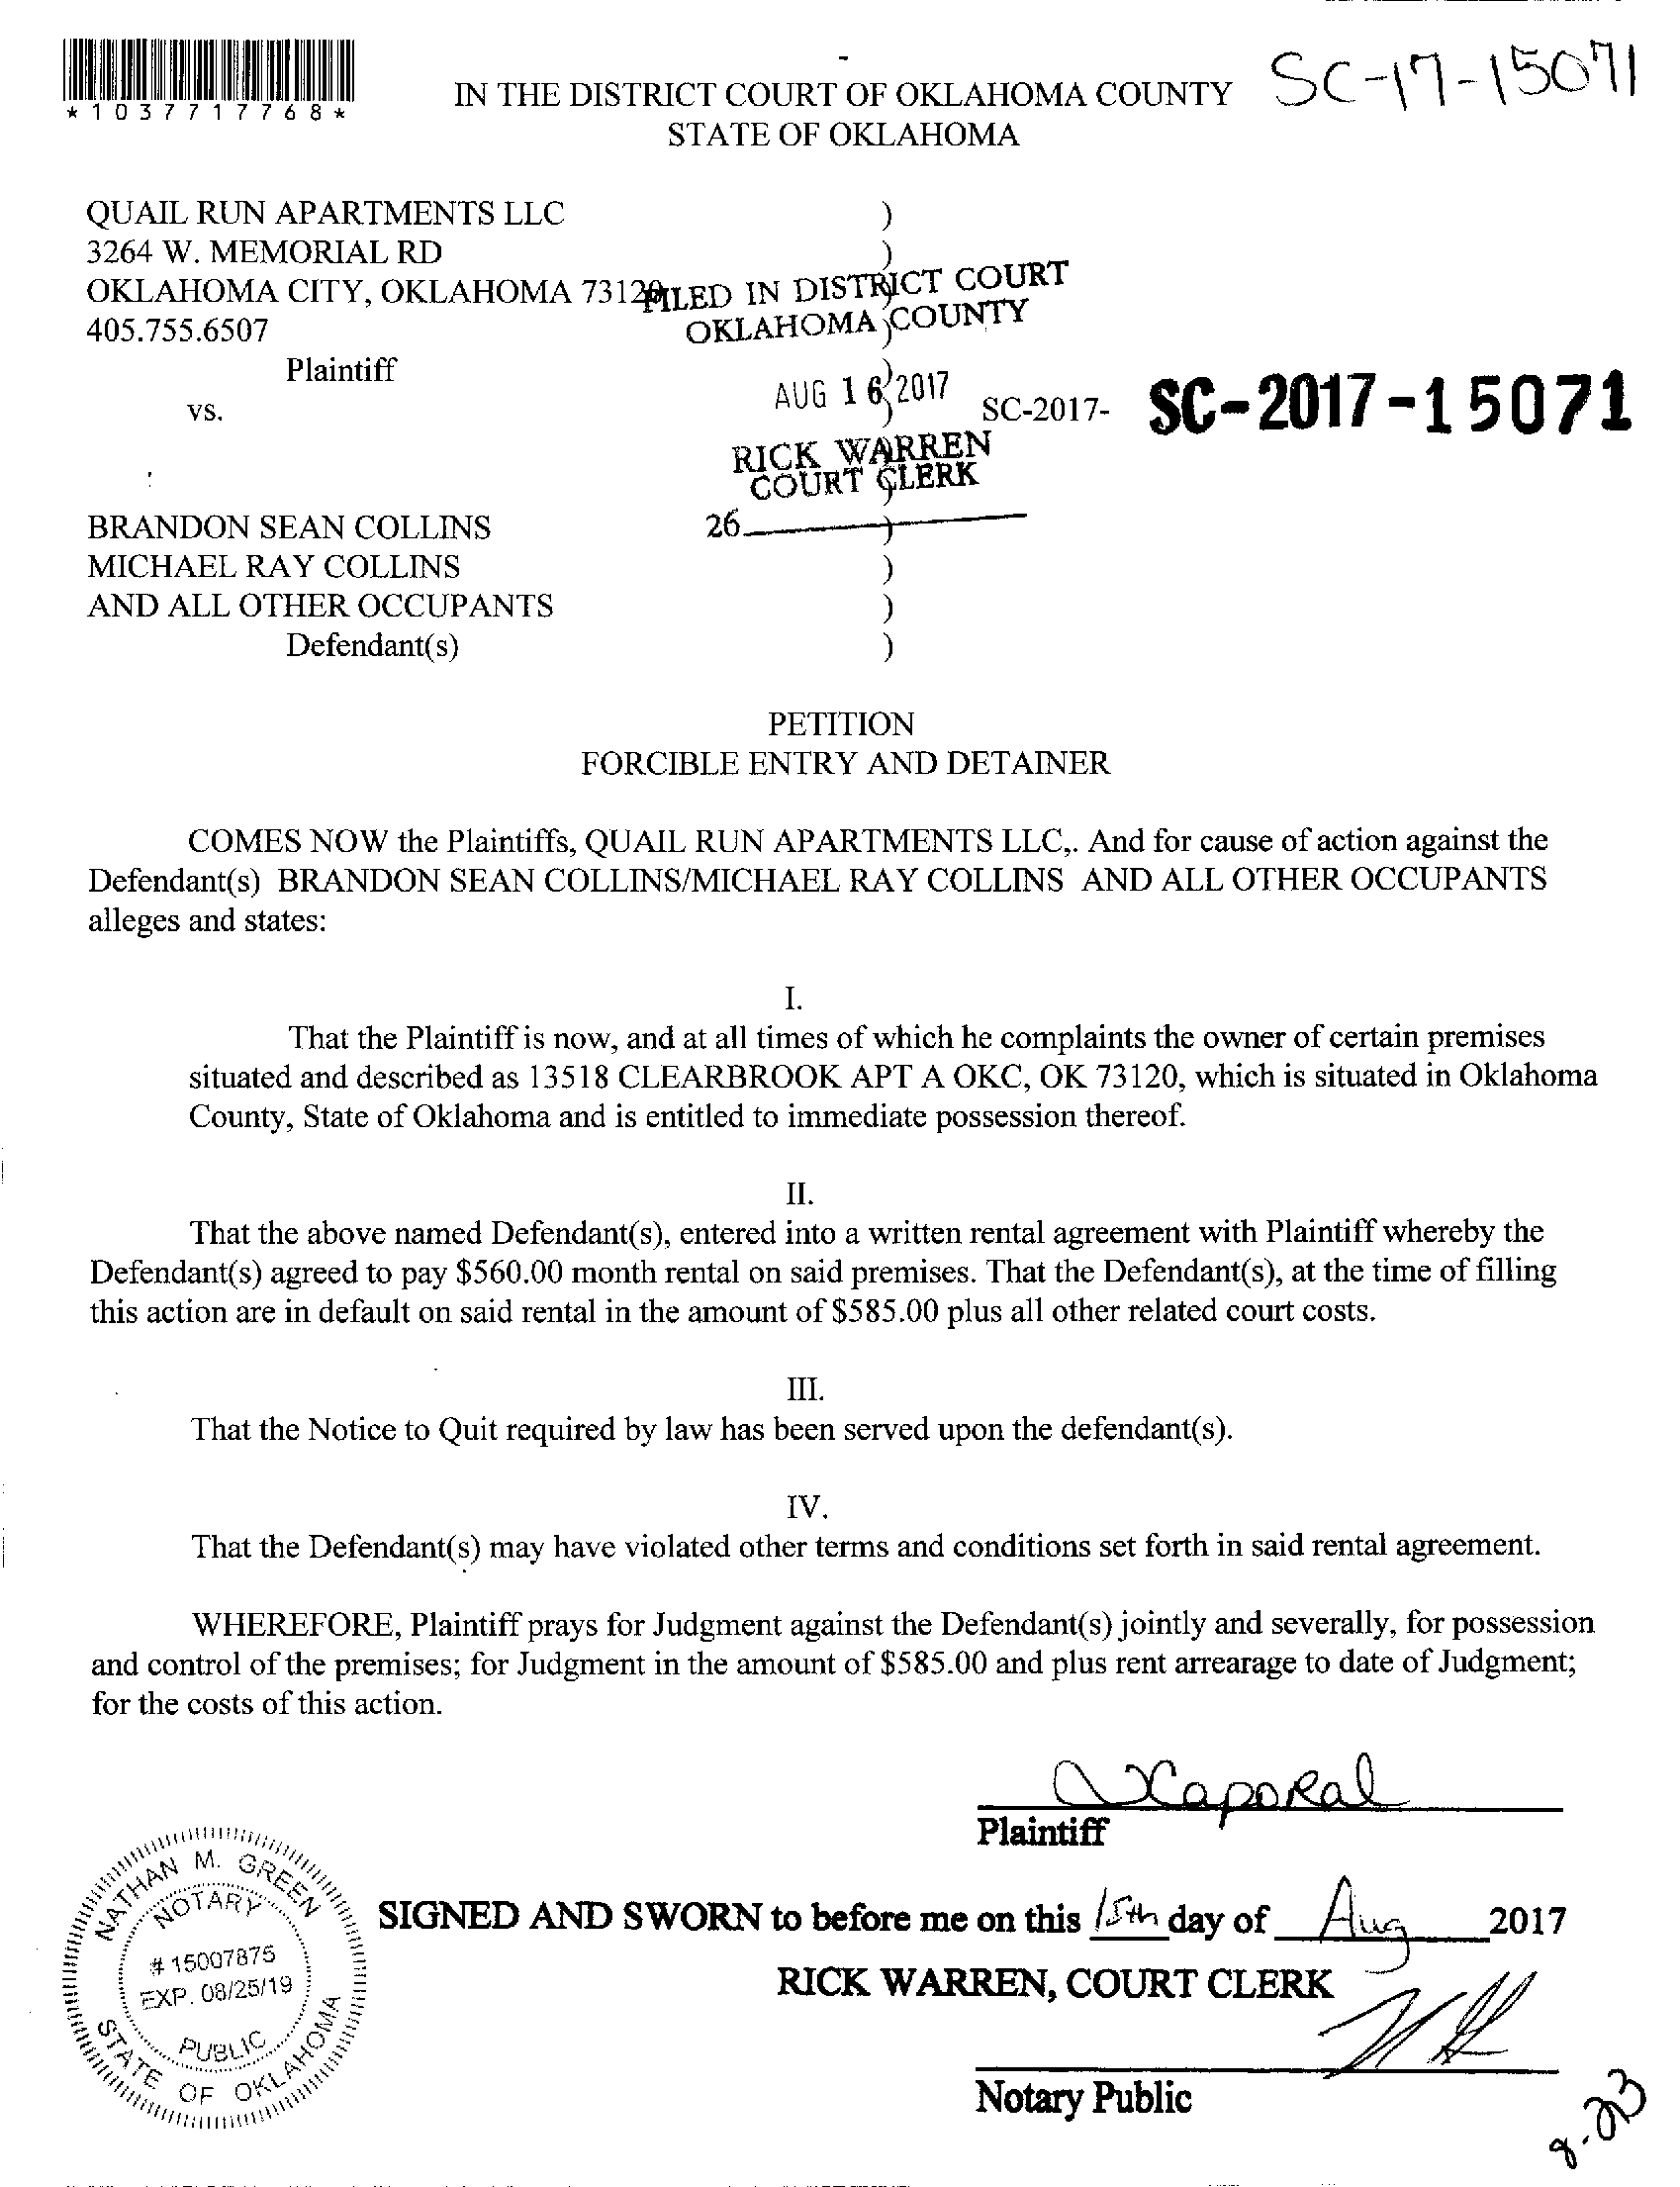 SC-17-15071
*1037717768*
IN THE DISTRICT COURT OF OKLAHOMA COUNTY
STATE OF OKLAHOMA
QUAIL RUN APARTMENTS LLC )
3264 W. MEMORIAL RD )
OKLAHOMA CITY, OKLAHOMA 73120
405.755.6507 )
Plaintiff )
FILED IN DISTRICT COURT
OKLAHOMA COUNTY
AUG 16 2017
RICK WARREN
COURT CLERK
26
vs. ) SC-2017- SC-2017-15071
BRANDON SEAN COLLINS )
MICHAEL RAY COLLINS )
AND ALL OTHER OCCUPANTS )
Defendant(s) )
PETITION
FORCIBLE ENTRY AND DETAINER
COMES NOW the Plaintiffs, QUAIL RUN APARTMENTS LLC,. And for cause of action against the
Defendant(s) BRANDON SEAN COLLINS/MICHAEL RAY COLLINS AND ALL OTHER OCCUPANTS
alleges and states:
I.
That the Plaintiff is now, and at all times of which he complaints the owner of certain premises
situated and described as 13518 CLEARBROOK APT A OKC, OK 73120, which is situated in Oklahoma
County, State of Oklahoma and is entitled to immediate possession thereof.
II.
That the above named Defendant(s), entered into a written rental agreement with Plaintiff whereby the
Defendant(s) agreed to pay $560.00 month rental on said premises. That the Defendant(s), at the time of filling
this action are in default on said rental in the amount of $585.00 plus all other related court costs.
III.
That the Notice to Quit required by law has been served upon the defendant(s).
IV.
That the Defendant(s) may have violated other terms and conditions set forth in said rental agreement.
WHEREFORE, Plaintiff prays for Judgment against the Defendant(s) jointly and severally, for possession
and control of the premises; for Judgment in the amount of $585.00 and plus rent arrearage to date of Judgment;
for the costs of this action.
Caporal
Plaintiff
NATHAN M. GREEN
NOTARY
# 15007875
EXP. 08/25/19
PUBLIC
STATE OF OKLAHOMA
SIGNED AND SWORN to before me on this 15th day of Aug 2017
RICK WARREN, COURT CLERK
Notary Public
8-23